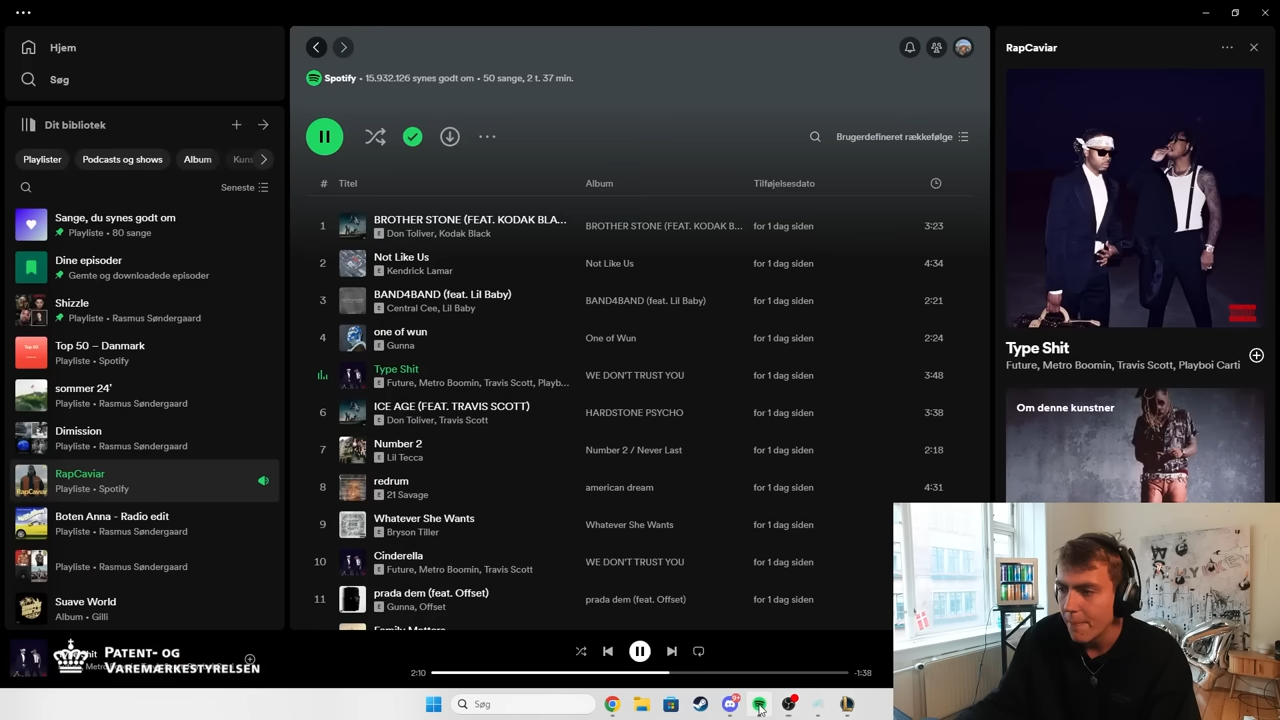 Hjem
Søg
Dit bibliotek
Playlister
Podcasts og shows
Album
Kuns
Seneste
Sange, du synes godt om
Playliste • 80 sange
Dine episoder
Gemte og downloadede episoder
Shizzle
Playliste • Rasmus Søndergaard
Top 50 – Danmark
Playliste • Spotify
sommer 24'
Playliste • Rasmus Søndergaard
Dimission
Playliste • Rasmus Søndergaard
RapCaviar
Playliste • Spotify
Boten Anna - Radio edit
Playliste • Rasmus Søndergaard
Playliste • Rasmus Søndergaard
Suave World
Album • Gilli
Spotify • 15.932.126 synes godt om • 50 sange, 2 t. 37 min.
Brugerdefineret rækkefølge
# Titel Album Tilføjelsesdato
1 BROTHER STONE (FEAT. KODAK BLA... BROTHER STONE (FEAT. KODAK B... for 1 dag siden 3:23
E Don Toliver, Kodak Black
2 Not Like Us Not Like Us for 1 dag siden 4:34
E Kendrick Lamar
3 BAND4BAND (feat. Lil Baby) BAND4BAND (feat. Lil Baby) for 1 dag siden 2:21
E Central Cee, Lil Baby
4 one of wun One of Wun for 1 dag siden 2:24
E Gunna
Type Shit WE DON'T TRUST YOU for 1 dag siden 3:48
E Future, Metro Boomin, Travis Scott, Playb...
6 ICE AGE (FEAT. TRAVIS SCOTT) HARDSTONE PSYCHO for 1 dag siden 3:38
E Don Toliver, Travis Scott
7 Number 2 Number 2 / Never Last for 1 dag siden 2:18
E Lil Tecca
8 redrum american dream for 1 dag siden 4:31
E 21 Savage
9 Whatever She Wants Whatever She Wants for 1 dag siden
E Bryson Tiller
10 Cinderella WE DON'T TRUST YOU for 1 dag siden
E Future, Metro Boomin, Travis Scott
11 prada dem (feat. Offset) prada dem (feat. Offset) for 1 dag siden
E Gunna, Offset
Family Matters
RapCaviar
Type Shit
Future, Metro Boomin, Travis Scott, Playboi Carti
Om denne kunstner
PATENT- OG
VAREMÆRKESTYRELSEN
2:10
-1:38
Søg